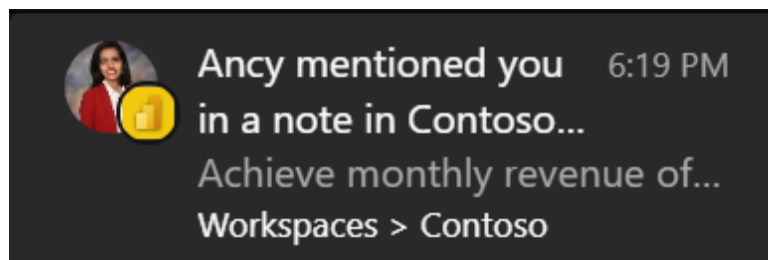 Ancy mentioned you 6:19 PM
in a note in Contoso...
Achieve monthly revenue of...
Workspaces > Contoso